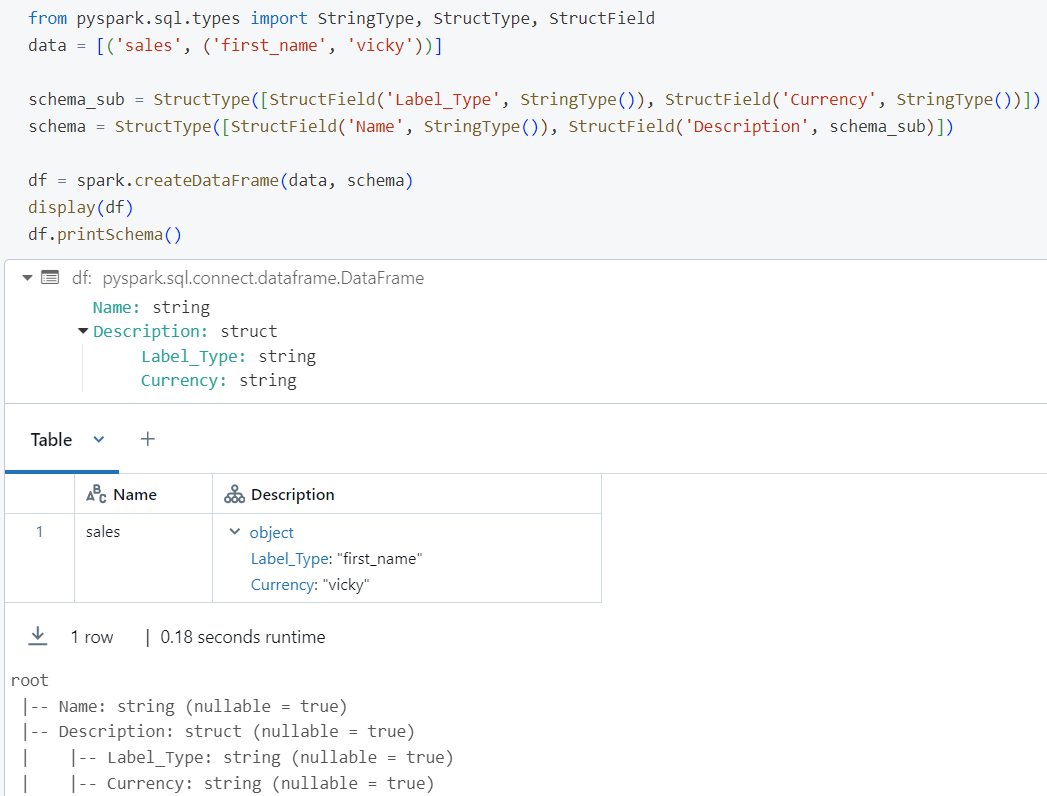 from pyspark.sql.types import StringType, StructType, StructField
data = [('sales', ('first_name', 'vicky'))]
schema_sub = StructType([StructField('Label_Type', StringType()), StructField('Currency', StringType())])
schema = StructType([StructField('Name', StringType()), StructField('Description', schema_sub)])
df = spark.createDataFrame(data, schema)
display(df)
df.printSchema()
df: pyspark.sql.connect.dataframe.DataFrame
Name: string
Description: struct
Label_Type: string
Currency: string
Table
ABC Name Description
1 sales object
Label_Type: "first_name"
Currency: "vicky"
1 row | 0.18 seconds runtime
root
 |-- Name: string (nullable = true)
 |-- Description: struct (nullable = true)
 |    |-- Label_Type: string (nullable = true)
 |    |-- Currency: string (nullable = true)